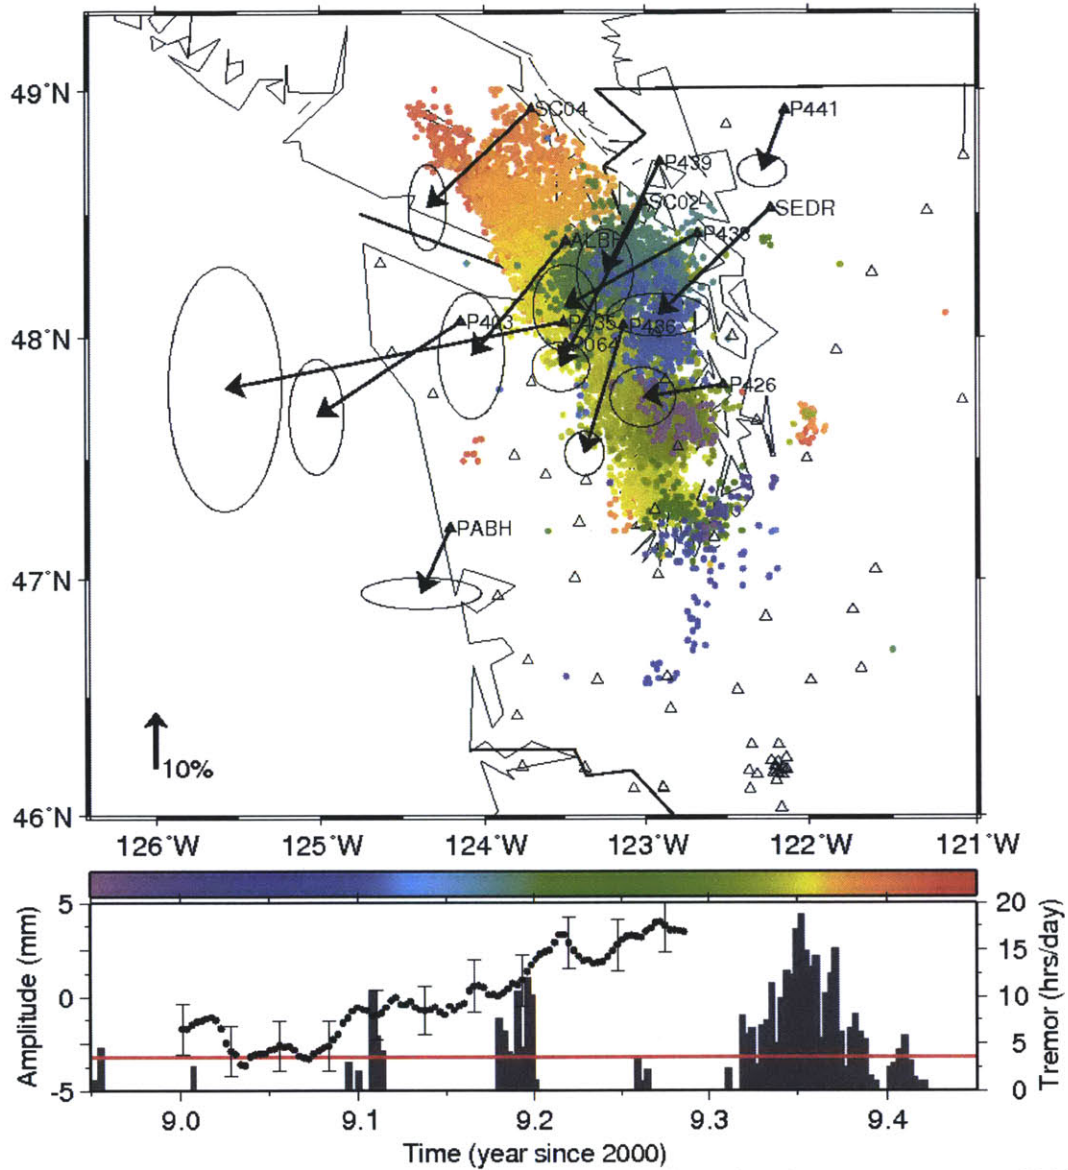 49°N
48°N
47°N
46°N
126°W 125°W 124°W 123°W 122°W 121°W
SC04
P441
P439
SC02
SEDR
P438
ALBH
P403
P435
P436
P064
P426
PABH
10%
Amplitude (mm)
5
0
-5
20
15
10
5
0
Tremor (hrs/day)
9.0 9.1 9.2 9.3 9.4
Time (year since 2000)